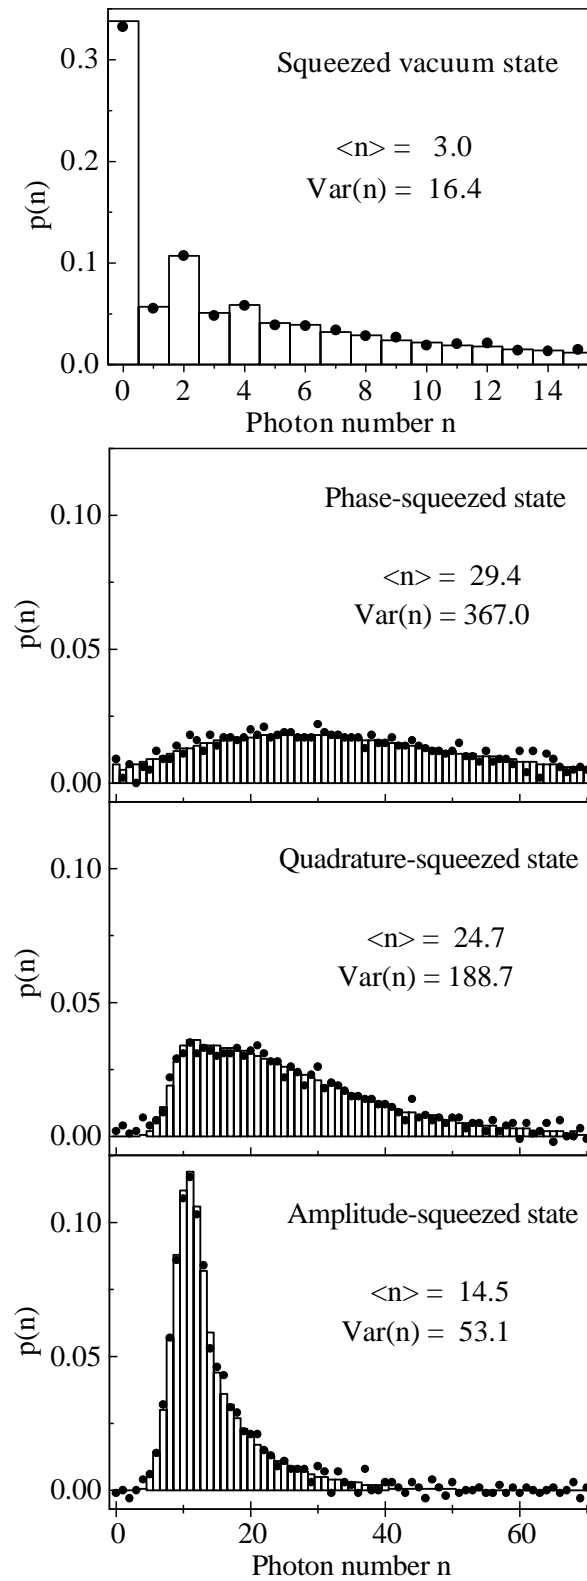 0.3
0.2
0.1
0.0
p(n)
Squeezed vacuum state
<n> = 3.0
Var(n) = 16.4
0 2 4 6 8 10 12 14
Photon number n
Phase-squeezed state
<n> = 29.4
Var(n) = 367.0
0.10
0.05
0.00
p(n)
Quadrature-squeezed state
<n> = 24.7
Var(n) = 188.7
0.10
0.05
0.00
p(n)
Amplitude-squeezed state
<n> = 14.5
Var(n) = 53.1
0.10
0.05
0.00
p(n)
0 20 40 60
Photon number n